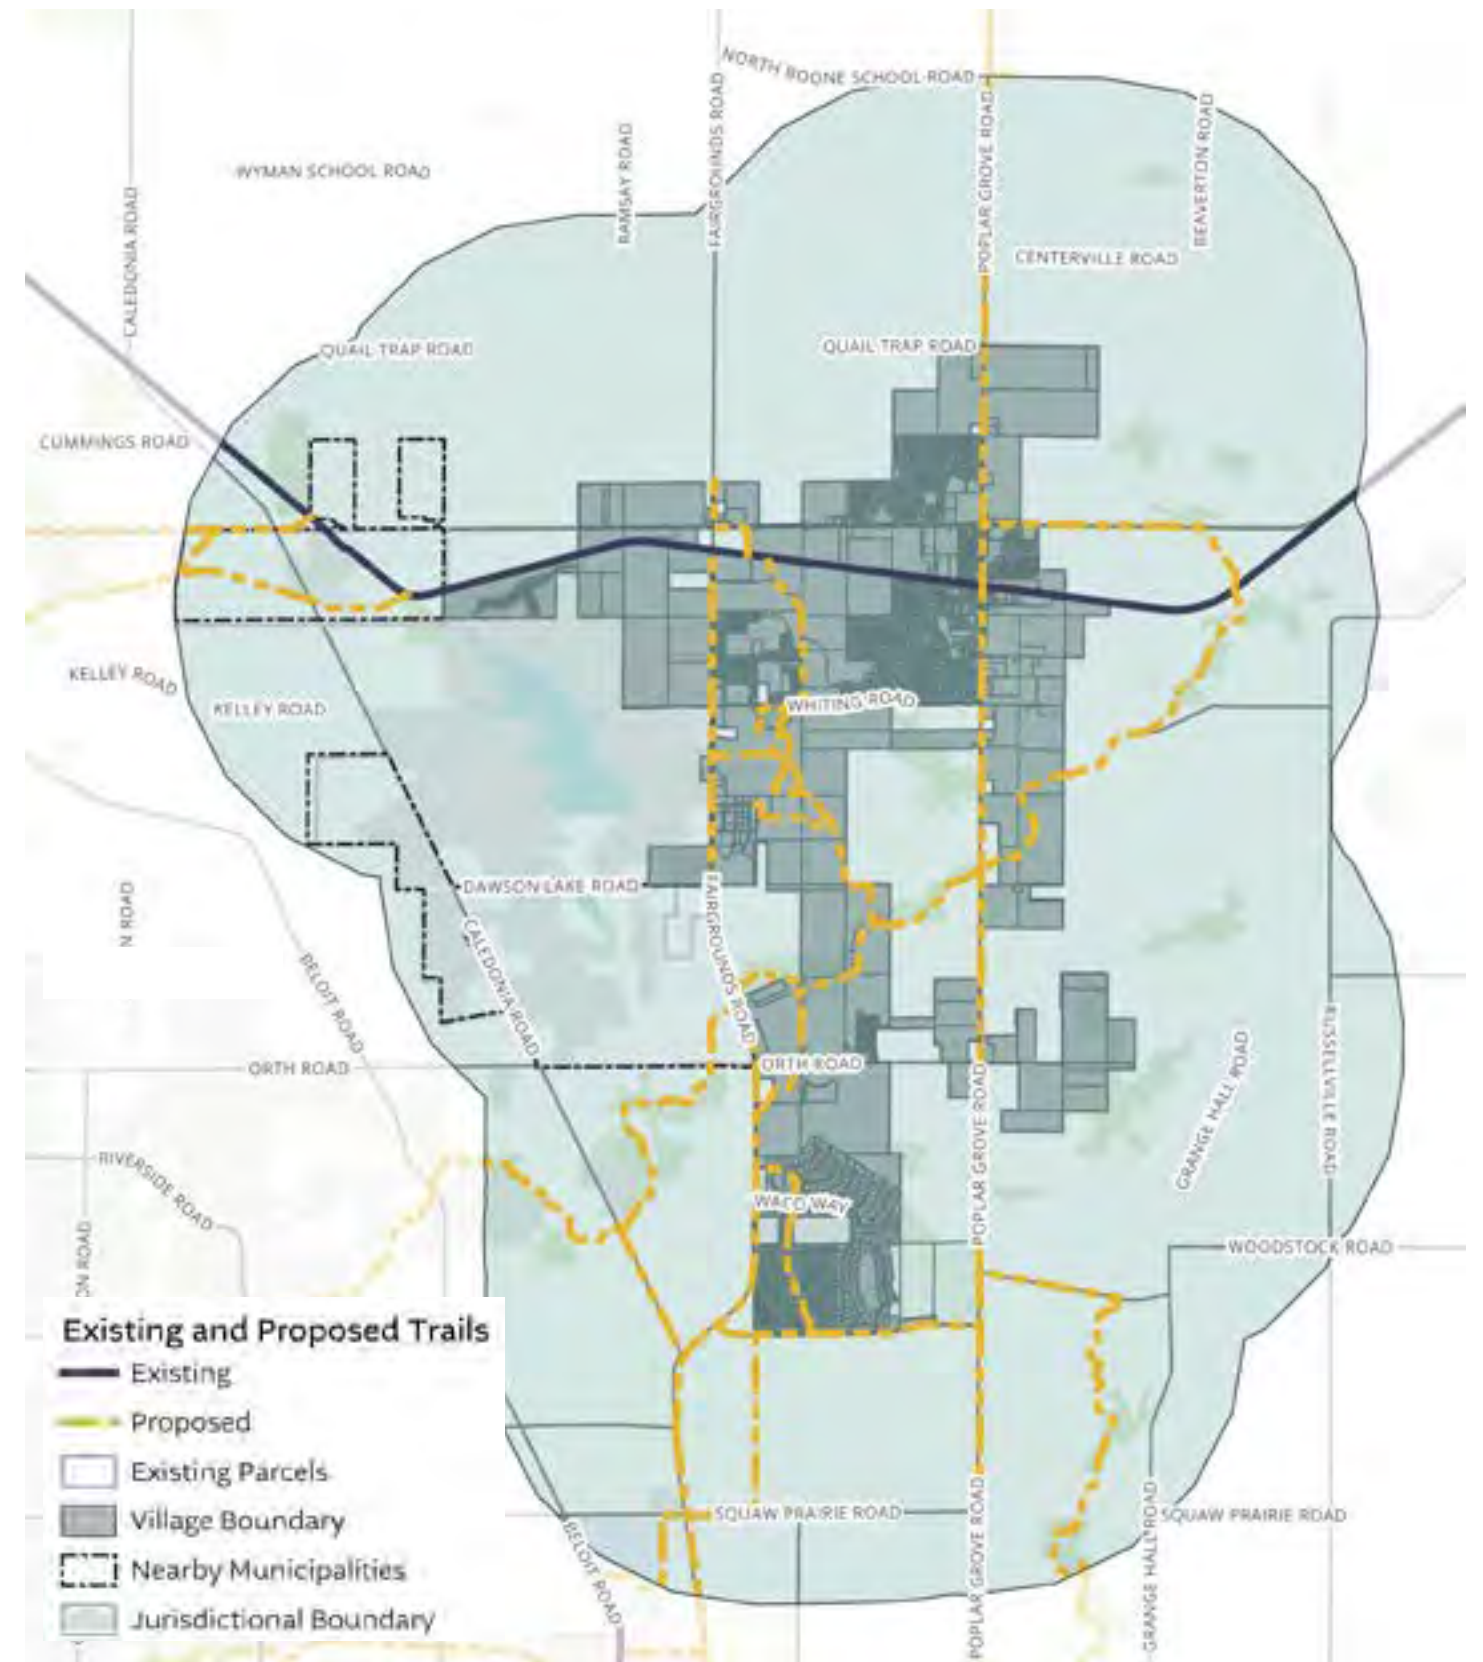 NORTH BOONE SCHOOL ROAD
FAIRGROUNDS ROAD
POPLAR GROVE ROAD
BEAVERTON ROAD
RAMSAY ROAD
WYMAN SCHOOL ROAD
CALEDONIA ROAD
CENTERVILLE ROAD
QUAIL TRAP ROAD
QUAIL TRAP ROAD
CUMMINGS ROAD
KELLEY ROAD
KELLEY ROAD
WHITING ROAD
DAWSON LAKE ROAD
FAIRGROUNDS ROAD
CALEDONIA ROAD
N ROAD
BELOIT ROAD
ORTH ROAD
ORTH ROAD
RUSSELLVILLE ROAD
GRANGE HALL ROAD
POPLAR GROVE ROAD
RIVERSIDE ROAD
WACO WAY
WOODSTOCK ROAD
ON ROAD
Existing and Proposed Trails
Existing
Proposed
Existing Parcels
Village Boundary
Nearby Municipalities
Jurisdictional Boundary
SQUAW PRAIRIE ROAD
SQUAW PRAIRIE ROAD
BELOIT ROAD
POPLAR GROVE ROAD
GRANGE HALL ROAD